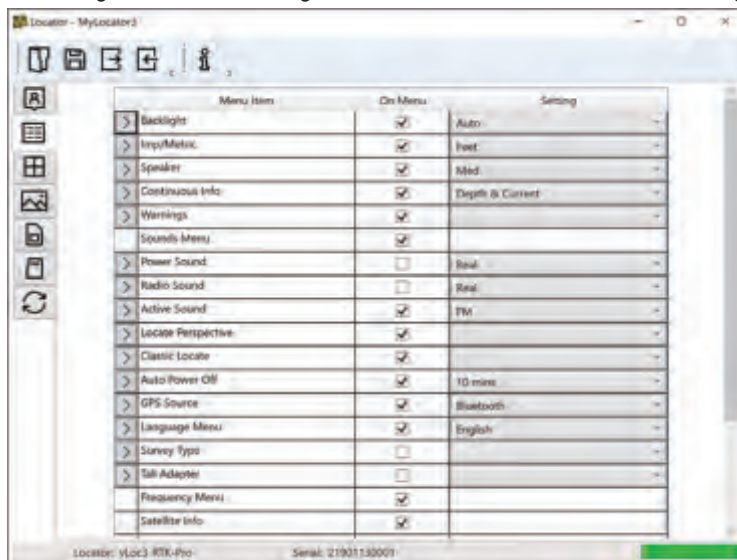 Locator - MyLocator3
Menu Item On Menu Setting
Backlight Auto
Imp/Metric Feet
Speaker Med
Continuous Info Depth & Current
Warnings
Sounds Menu
Power Sound Real
Radio Sound Real
Active Sound FM
Locate Perspective
Classic Locate
Auto Power Off 10 mins
GPS Source Bluetooth
Language Menu English
Survey Type
Tilt Adapter
Frequency Menu
Satellite Info
Locator: vLoc3 RTK-Pro Serial: 21901130001